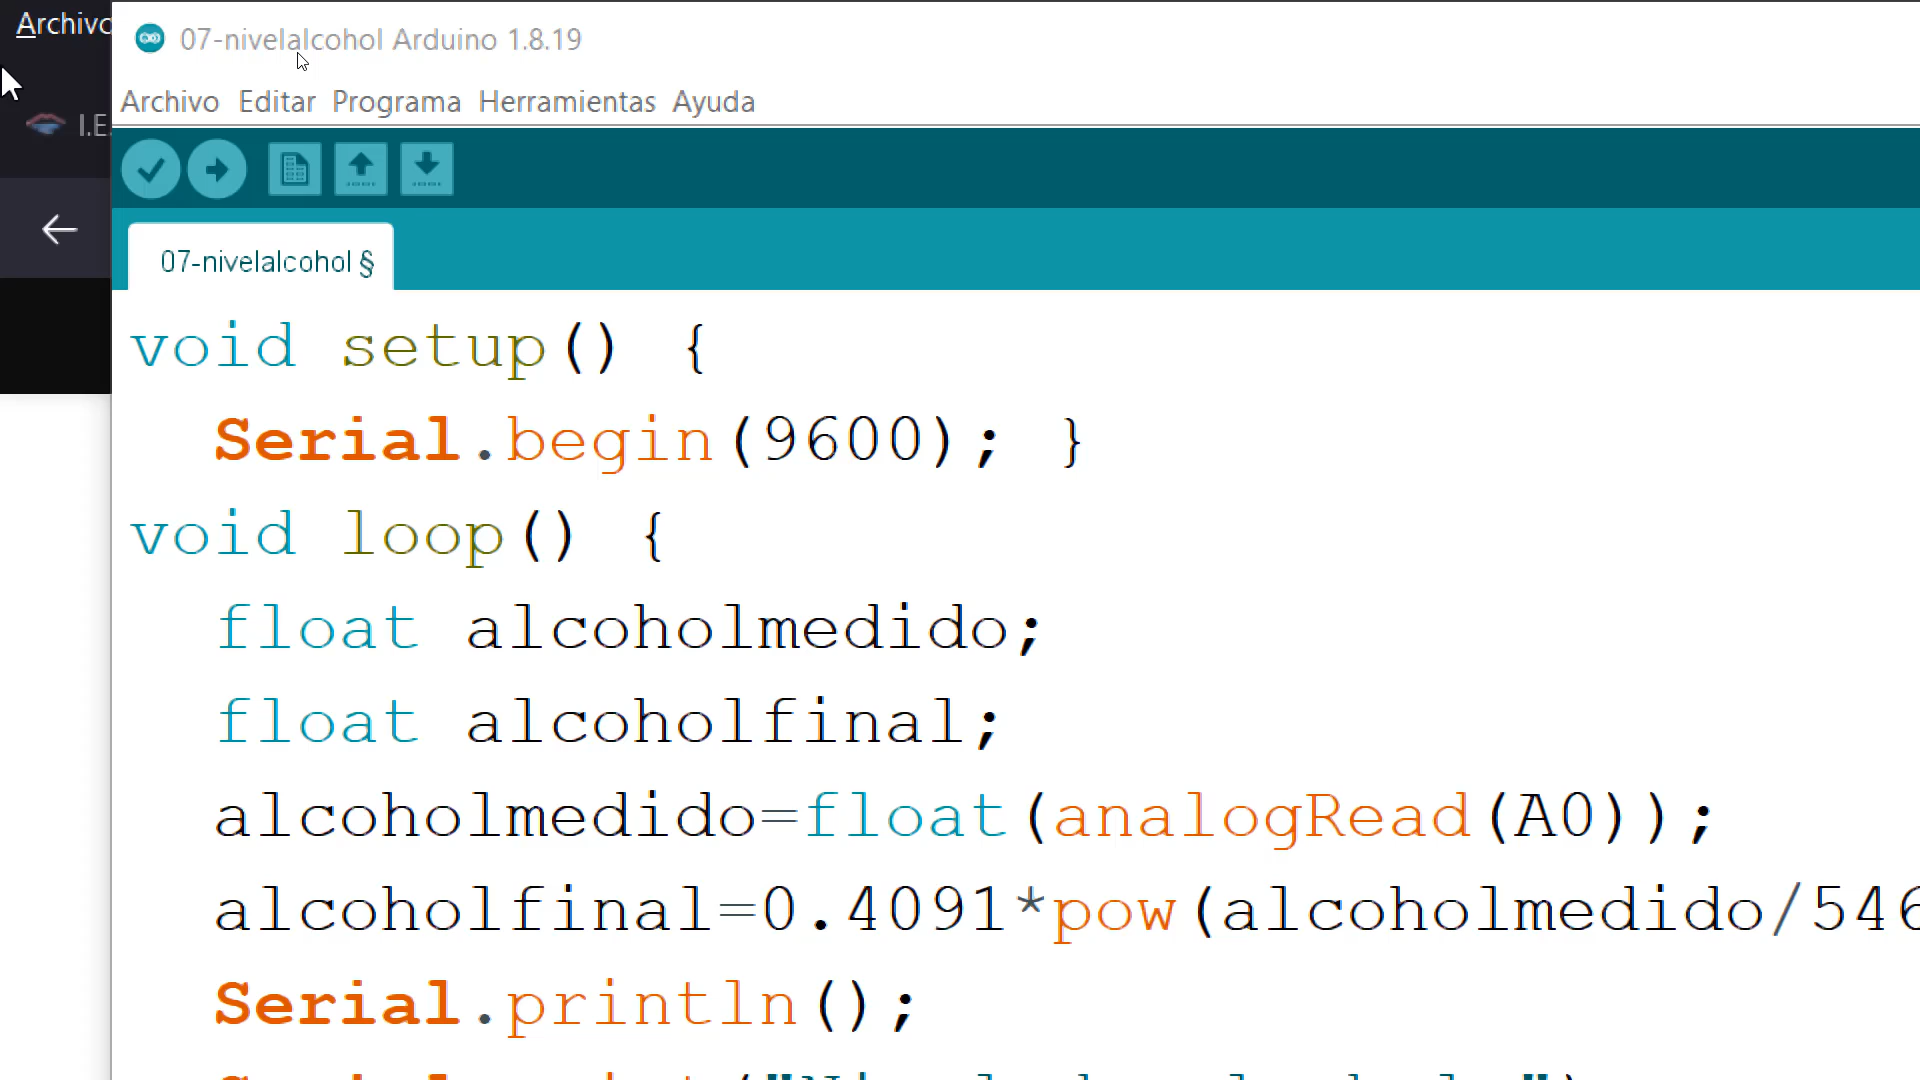 Archivo
07-nivelalcohol Arduino 1.8.19
Archivo Editar Programa Herramientas Ayuda
I.E.
07-nivelalcohol §
void setup() {
Serial.begin(9600); }
void loop() {
float alcoholmedido;
float alcoholfinal;
alcoholmedido=float(analogRead(A0));
alcoholfinal=0.4091*pow(alcoholmedido/546
Serial.println();